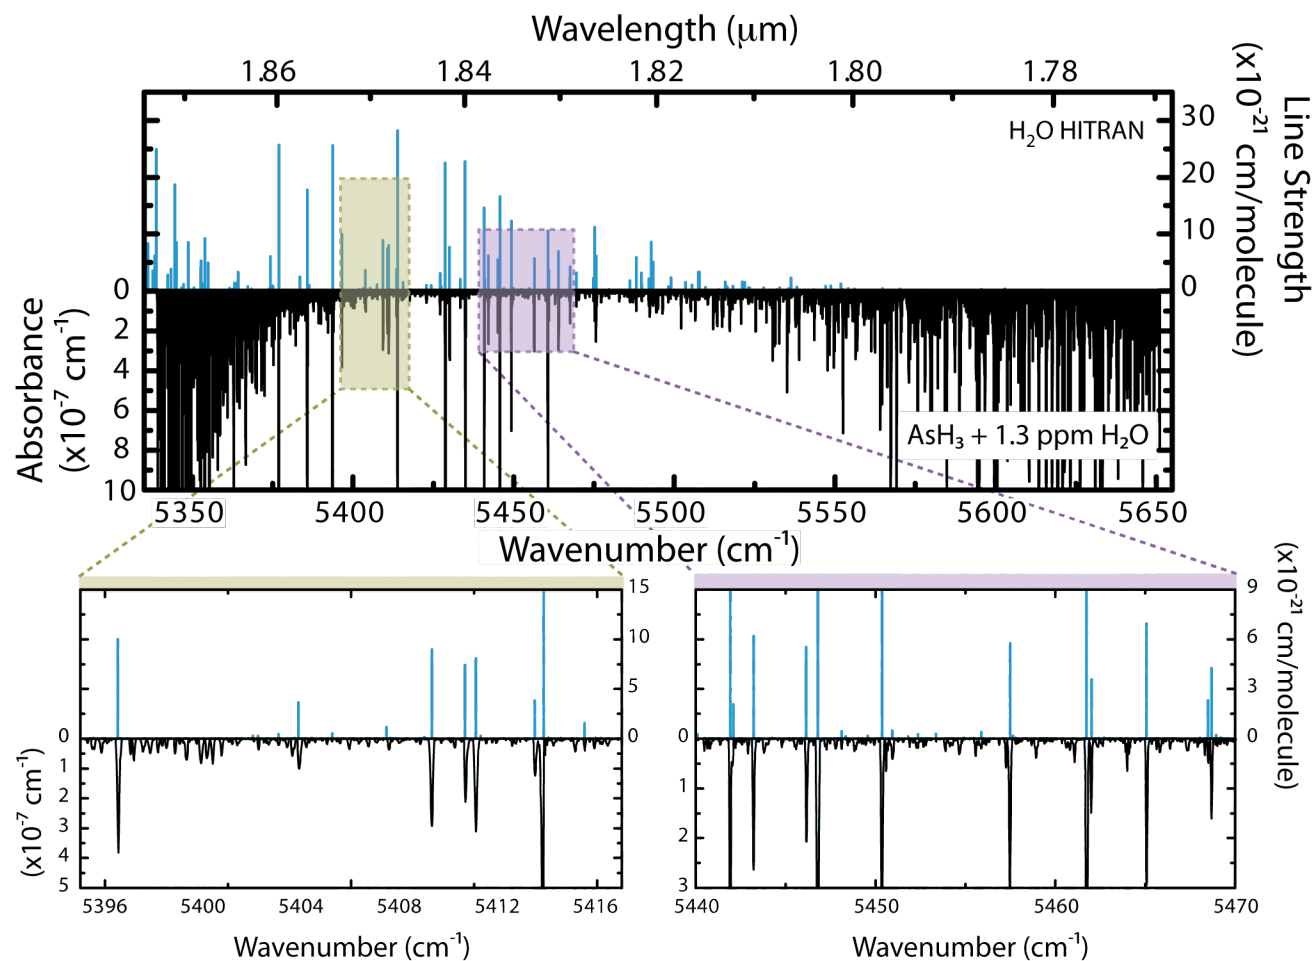 Wavelength (μm)
1.86 1.84 1.82 1.80 1.78
Line Strength
(x10⁻²¹ cm/molecule)
H₂O HITRAN
30
20
10
0 0
Absorbance
(x10⁻⁷ cm⁻¹)
2
4
6
8
10
AsH₃ + 1.3 ppm H₂O
5350 5400 5450 5500 5550 5600 5650
Wavenumber (cm⁻¹)
15
10
5
0 0
1
2
3
4
5
(x10⁻⁷ cm⁻¹)
5396 5400 5404 5408 5412 5416
Wavenumber (cm⁻¹)
9
6
3
0
1
2
3
(x10⁻²¹ cm/molecule)
5440 5450 5460 5470
Wavenumber (cm⁻¹)